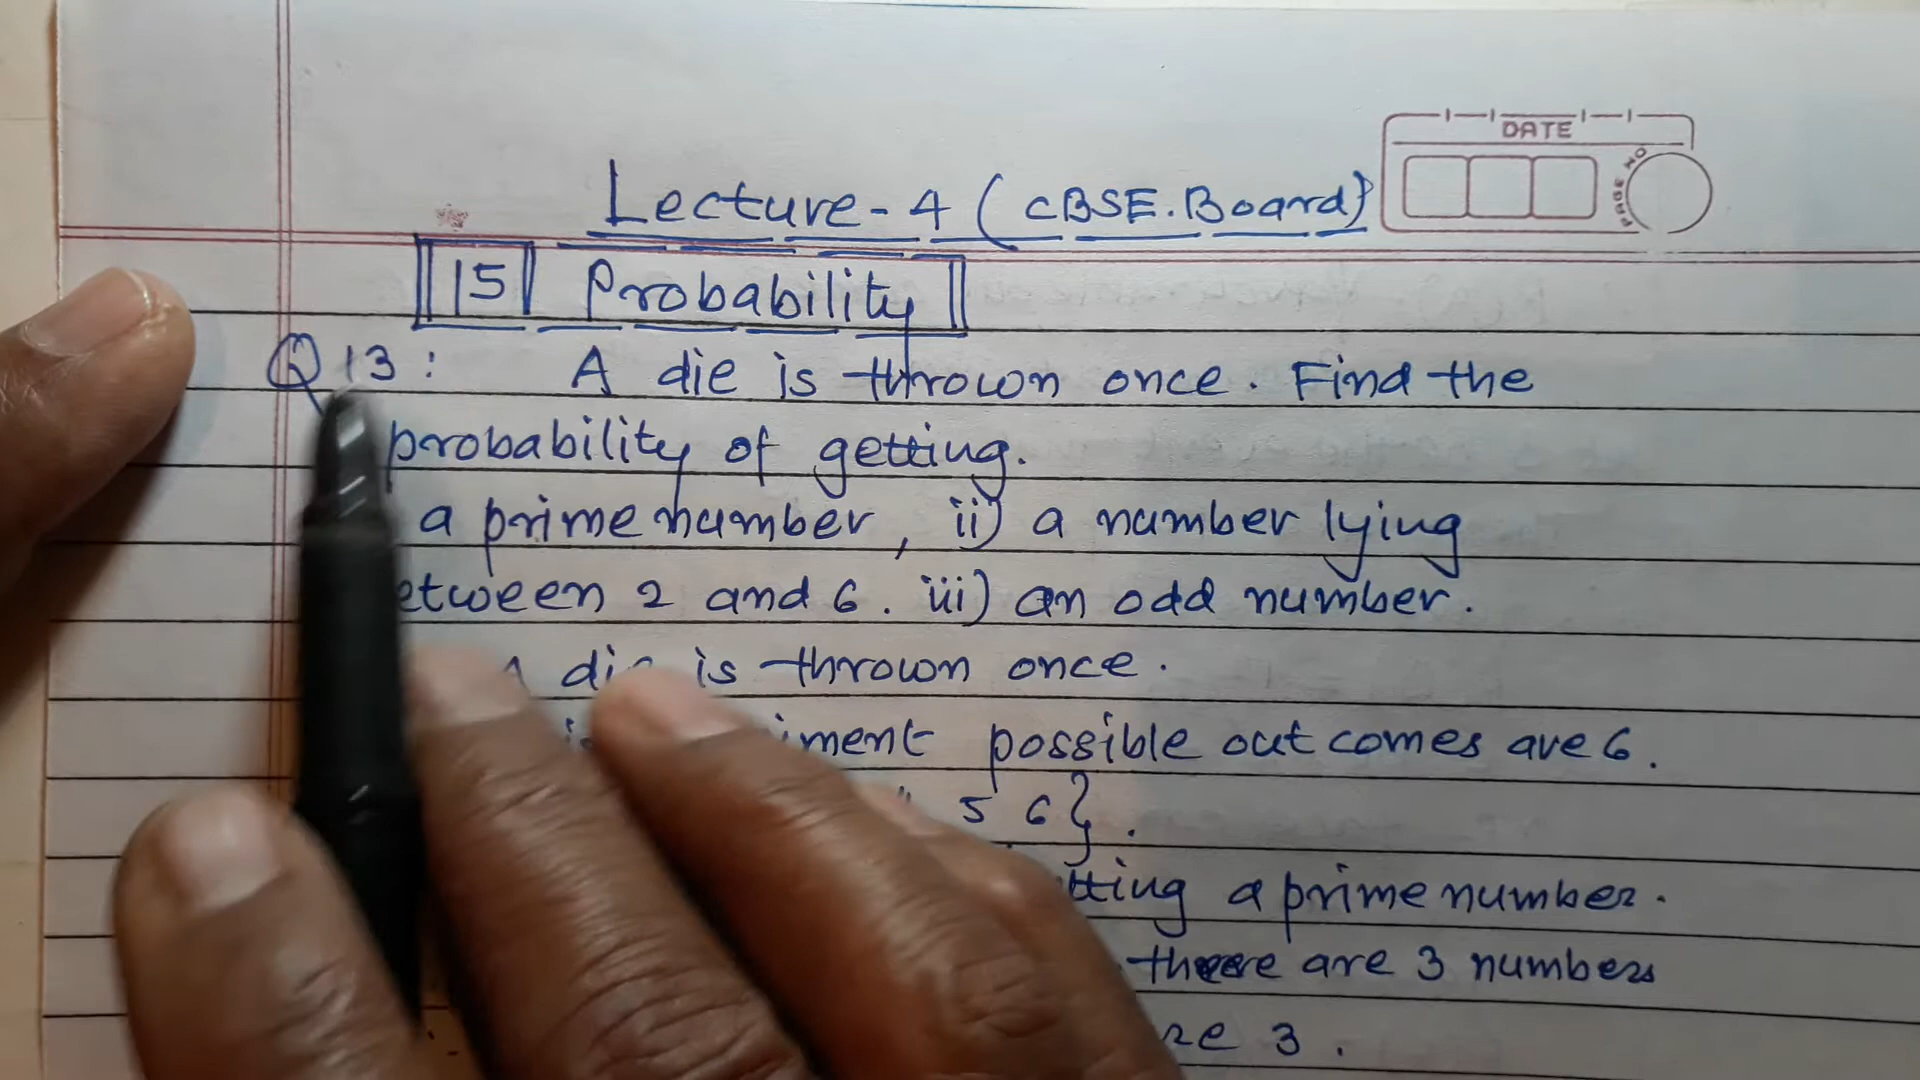 DATE
PAGE NO
Lecture-4 (CBSE.Board)
15 Probability
Q 13 : A die is thrown once. Find the
probability of getting.
a prime number, ii) a number lying
etween 2 and 6. iii) an odd number.
A die is thrown once.
iment possible out comes are 6.
5 6}.
tting a prime number.
there are 3 numbers
re 3.